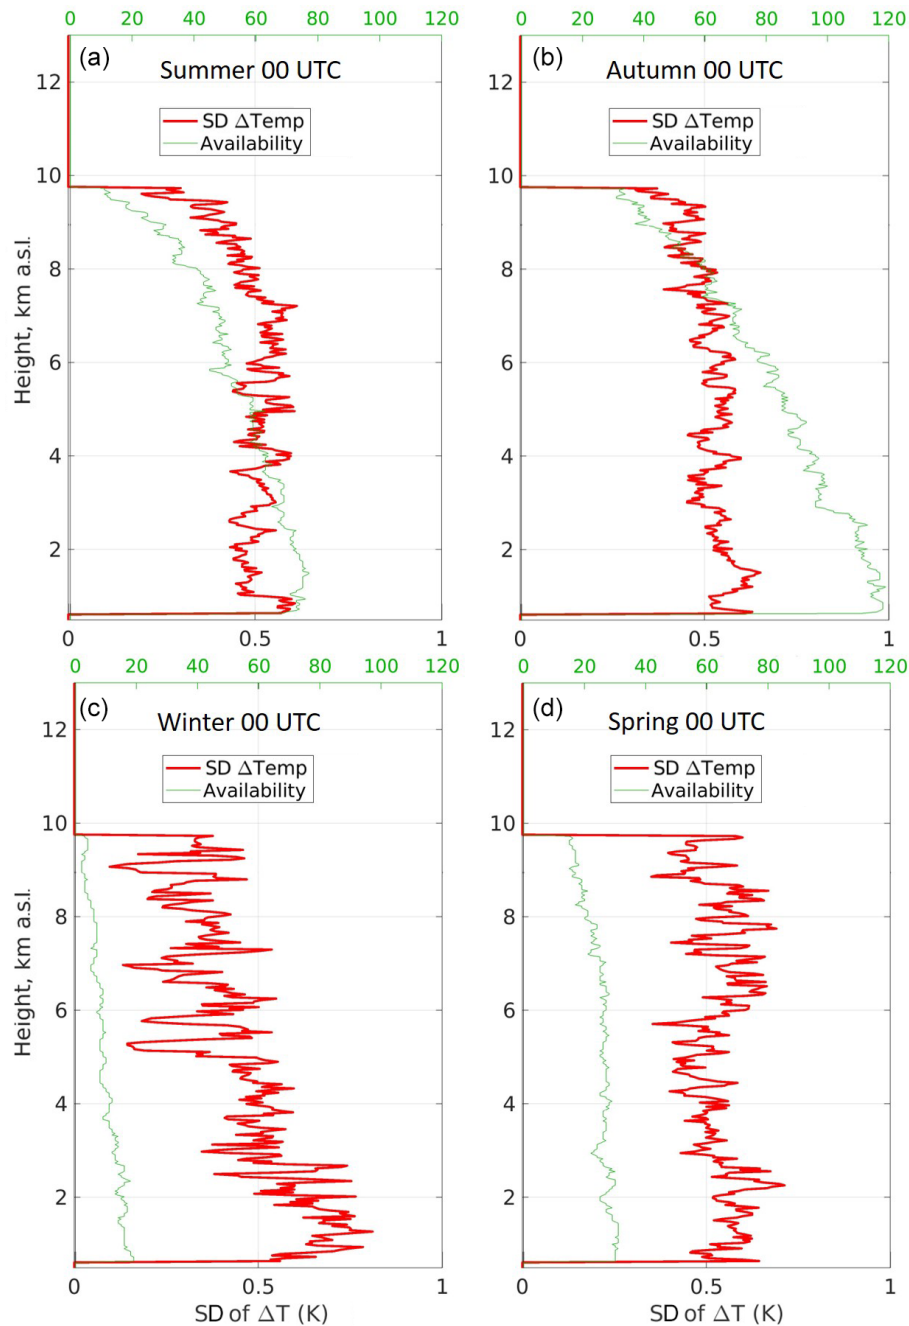 0 20 40 60 80 100 120
0 20 40 60 80 100 120
(a)
Summer 00 UTC
SD ΔTemp
Availability
(b)
Autumn 00 UTC
SD ΔTemp
Availability
Height, km a.s.l.
12
10
8
6
4
2
12
10
8
6
4
2
0 0.5 1
0 0.5 1
0 20 40 60 80 100 120
0 20 40 60 80 100 120
(c)
Winter 00 UTC
SD ΔTemp
Availability
(d)
Spring 00 UTC
SD ΔTemp
Availability
Height, km a.s.l.
12
10
8
6
4
2
12
10
8
6
4
2
0 0.5 1
0 0.5 1
SD of ΔT (K)
SD of ΔT (K)